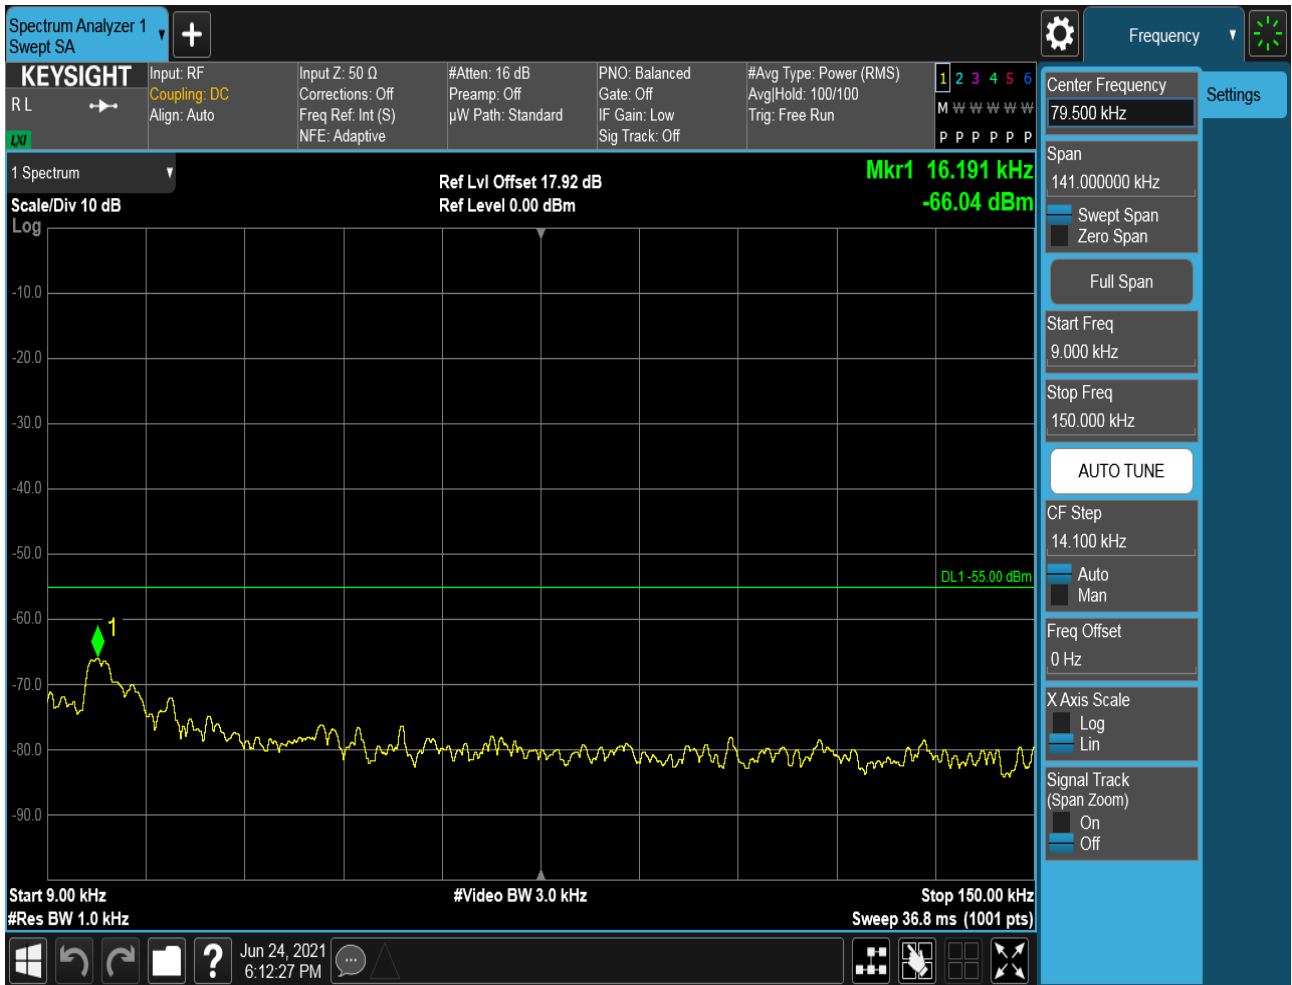 Spectrum Analyzer 1
Swept SA
Frequency
KEYSIGHT
R L
LXI
Input: RF
Coupling: DC
Align: Auto
Input Z: 50 Ω
Corrections: Off
Freq Ref: Int (S)
NFE: Adaptive
#Atten: 16 dB
Preamp: Off
µW Path: Standard
PNO: Balanced
Gate: Off
IF Gain: Low
Sig Track: Off
#Avg Type: Power (RMS)
Avg|Hold: 100/100
Trig: Free Run
1 2 3 4 5 6
M W W W W W
P P P P P P
1 Spectrum
Scale/Div 10 dB
Log
Ref Lvl Offset 17.92 dB
Ref Level 0.00 dBm
Mkr1 16.191 kHz
-66.04 dBm
-10.0
-20.0
-30.0
-40.0
-50.0
DL1 -55.00 dBm
-60.0
1
-70.0
-80.0
-90.0
Start 9.00 kHz
#Res BW 1.0 kHz
#Video BW 3.0 kHz
Stop 150.00 kHz
Sweep 36.8 ms (1001 pts)
Center Frequency
79.500 kHz
Settings
Span
141.000000 kHz
Swept Span
Zero Span
Full Span
Start Freq
9.000 kHz
Stop Freq
150.000 kHz
AUTO TUNE
CF Step
14.100 kHz
Auto
Man
Freq Offset
0 Hz
X Axis Scale
Log
Lin
Signal Track
(Span Zoom)
On
Off
?
Jun 24, 2021
6:12:27 PM